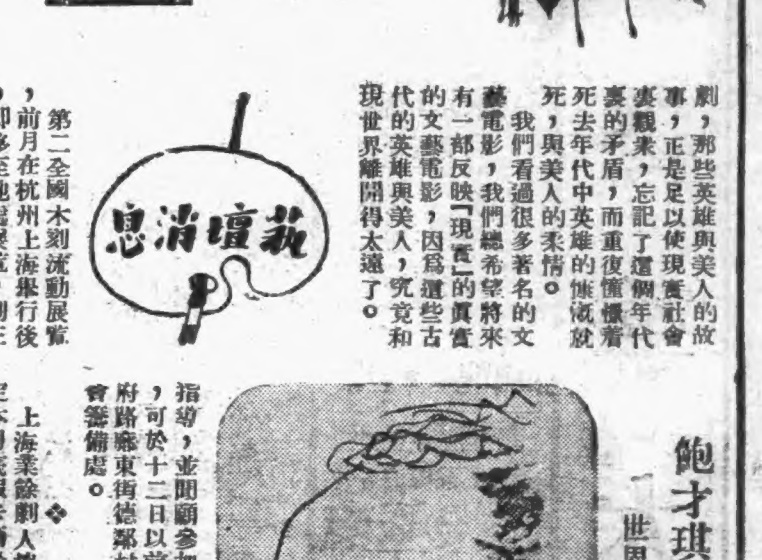 劇，那些英雄與美人的故
事，正是足以使現實社會
裏觀衆，忘記了這個年代
裏的矛盾，而重復憧憬着
死去年代中英雄的慷慨就
死，與美人的柔情。
我們看過很多著名的文
藝電影，我們總希望將來
有一部反映「現實」的真實
的文藝電影，因爲這些古
代的英雄與美人，究竟和
現世界離開得太遠了。
藝壇消息
第二全國木刻流動展覽
，前月在杭州上海舉行後
鮑才琪
世界
指導，並聞願參加
，可於十二日以前
府路廊東街德鄰
會籌備處。
上海業餘劇人